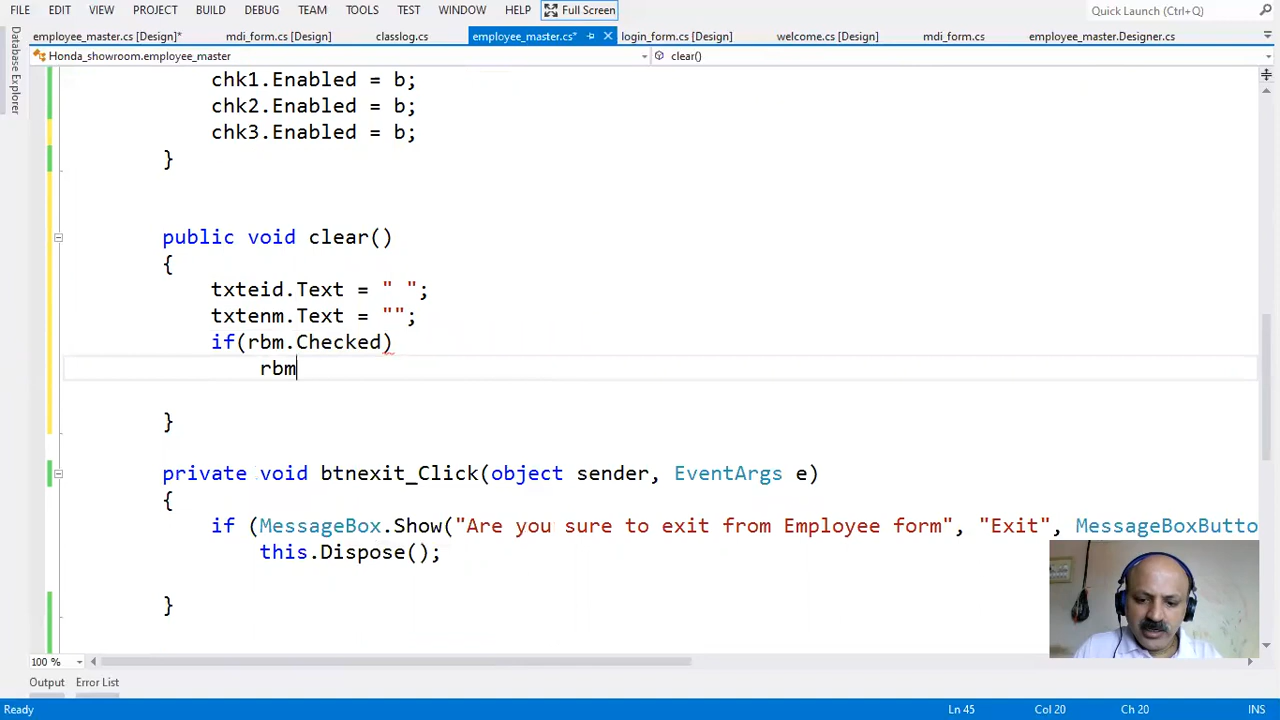 FILE EDIT VIEW PROJECT BUILD DEBUG TEAM TOOLS TEST WINDOW HELP Full Screen Quick Launch (Ctrl+Q)
employee_master.cs [Design]* mdi_form.cs [Design] classlog.cs employee_master.cs* login_form.cs [Design] welcome.cs [Design] mdi_form.cs employee_master.Designer.cs
Honda_showroom.employee_master clear()
Database Explorer
chk1.Enabled = b;
chk2.Enabled = b;
chk3.Enabled = b;
}
public void clear()
{
txteid.Text = " ";
txtenm.Text = "";
if(rbm.Checked)
rbm
}
private void btnexit_Click(object sender, EventArgs e)
{
if (MessageBox.Show("Are you sure to exit from Employee form", "Exit", MessageBoxButto
this.Dispose();
}
100 %
Output Error List
Ready Ln 45 Col 20 Ch 20 INS